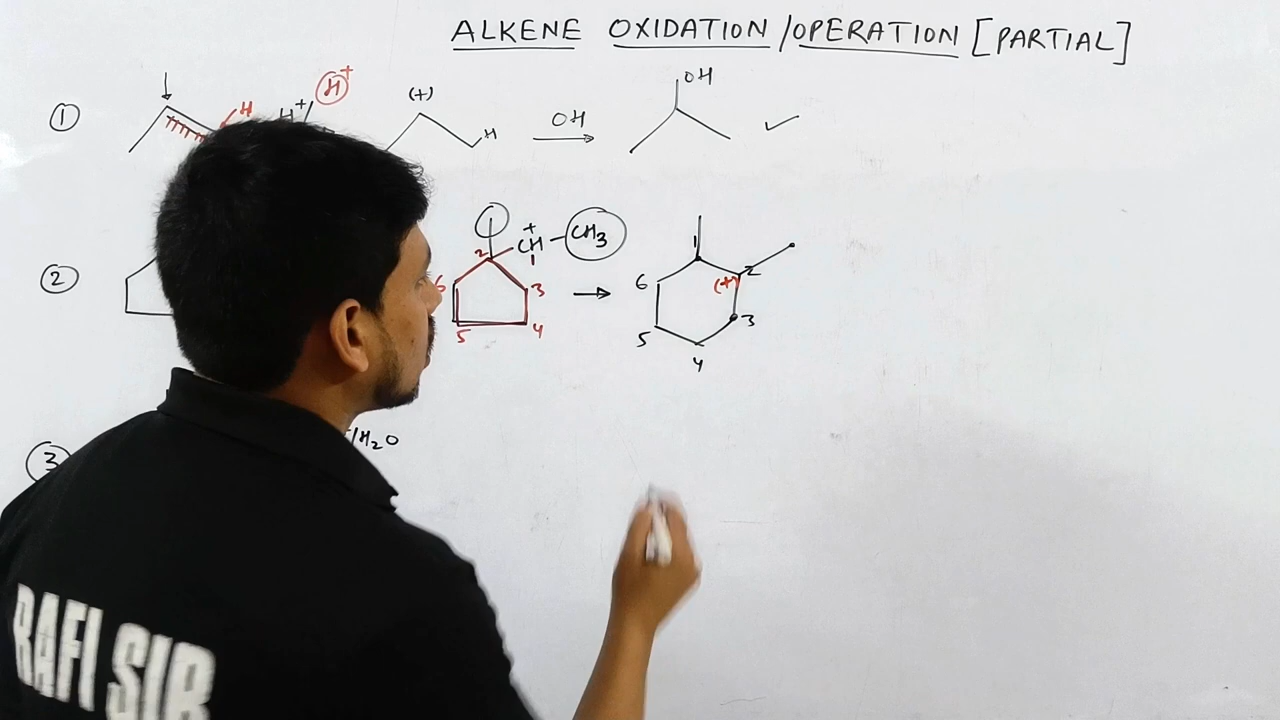 ALKENE OXIDATION / OPERATION [PARTIAL]
① H H+/ H+ (+) H OH OH ✓
② 2 +CH - CH3 1 6 3 5 4 → 1 2 (+) 3 4 5 6
③ /H2O
RAFI SIR